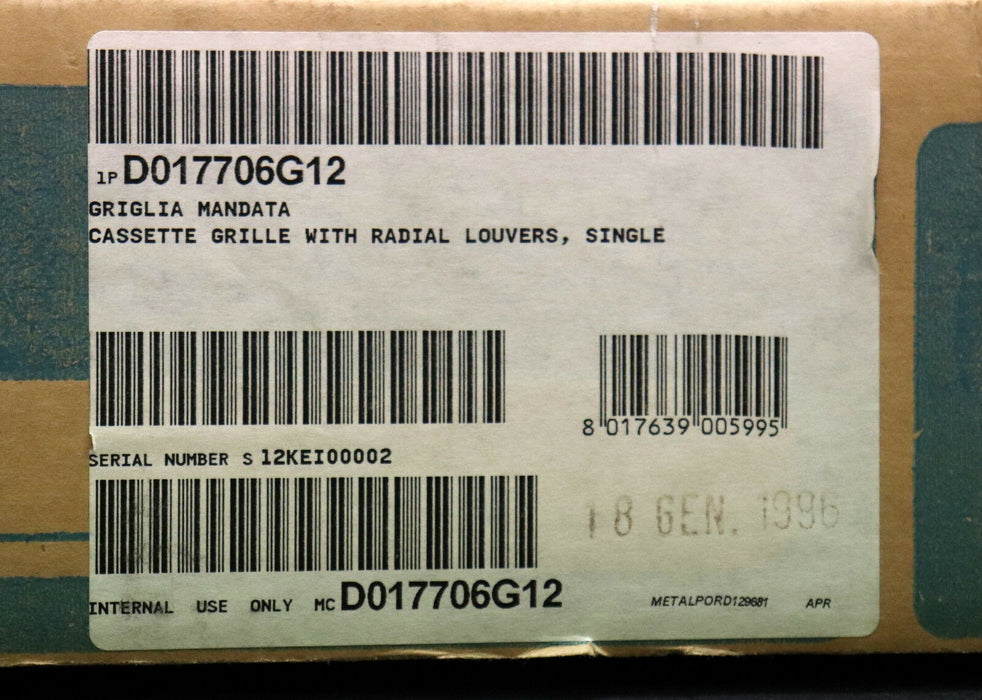 1P D017706G12
GRIGLIA MANDATA
CASSETTE GRILLE WITH RADIAL LOUVERS, SINGLE
8 017639 005995
SERIAL NUMBER S 12KEI00002
18 GEN. 1996
INTERNAL USE ONLY MC D017706G12
METALPORD129681 APR